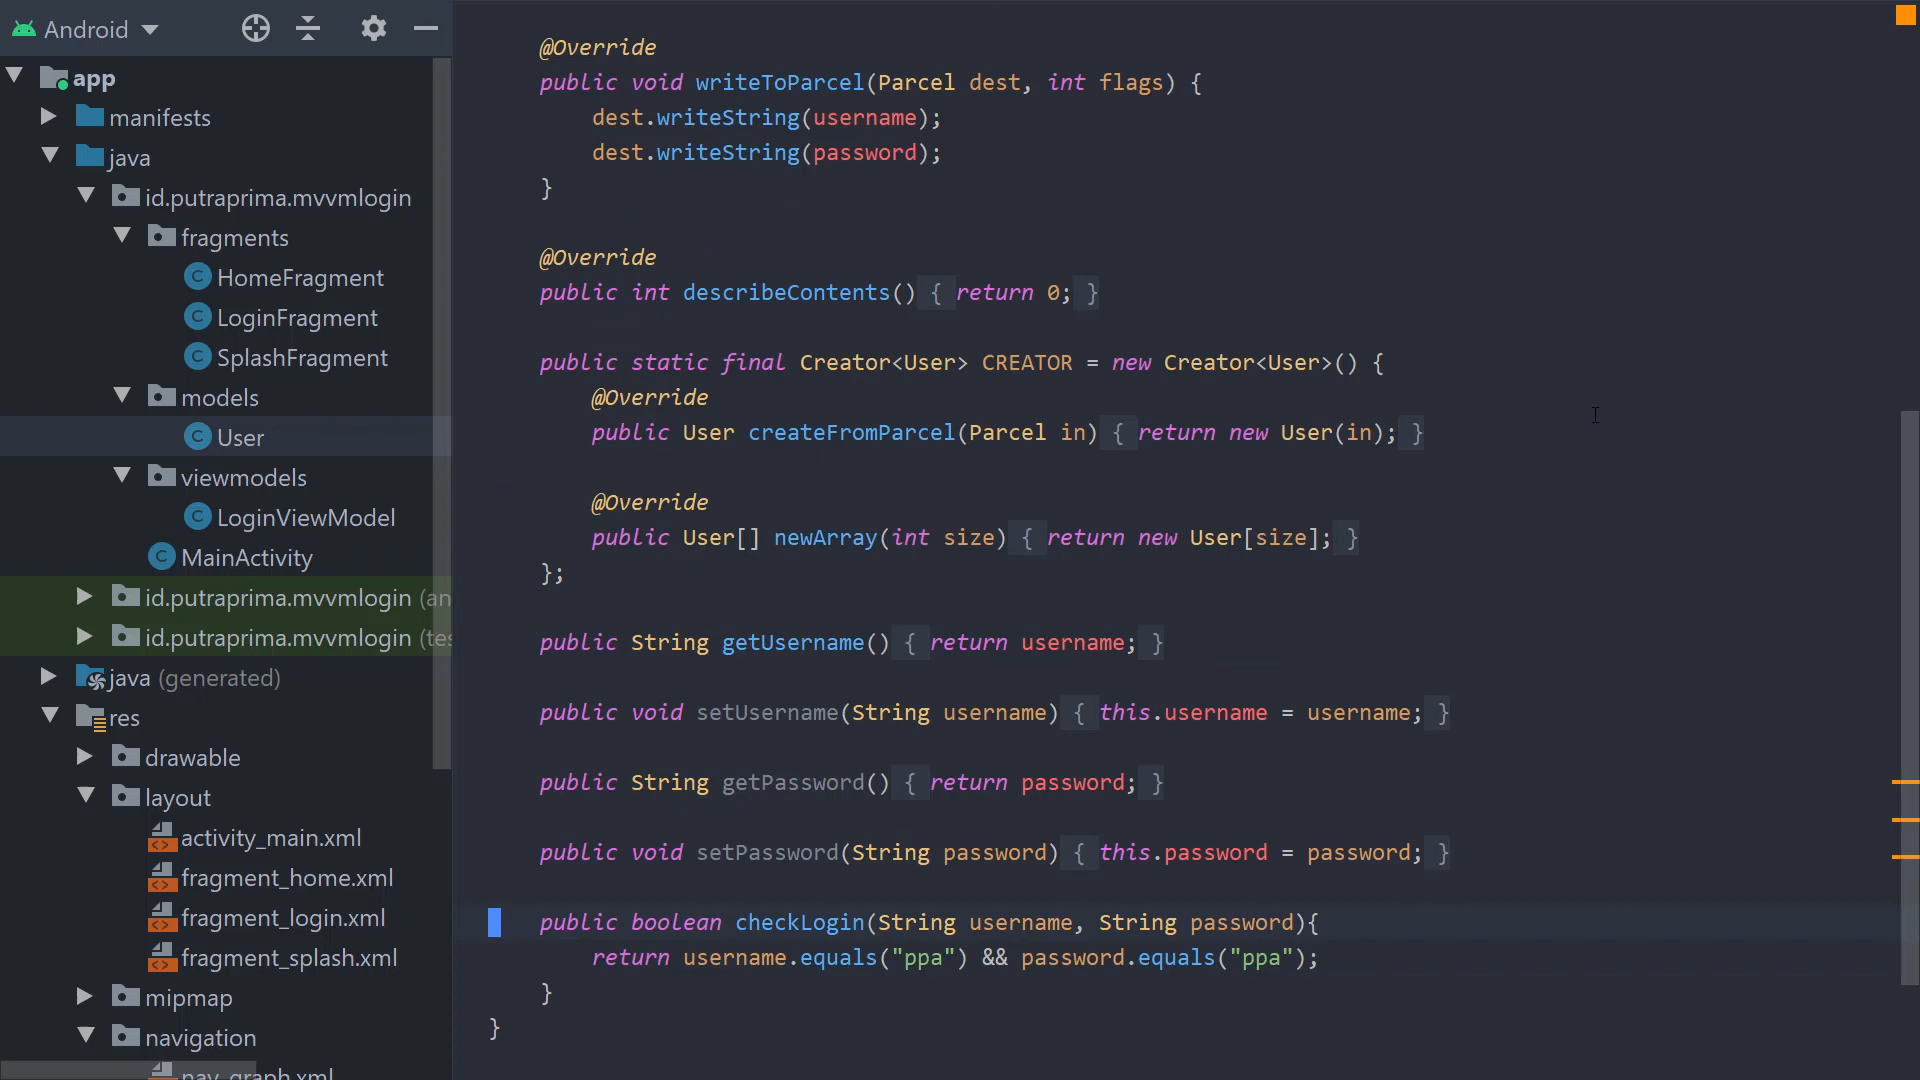 Android
app
manifests
java
id.putraprima.mvvmlogin
fragments
HomeFragment
LoginFragment
SplashFragment
models
User
viewmodels
LoginViewModel
MainActivity
id.putraprima.mvvmlogin (an
id.putraprima.mvvmlogin (tes
java (generated)
res
drawable
layout
activity_main.xml
fragment_home.xml
fragment_login.xml
fragment_splash.xml
mipmap
navigation
nav_graph.xml
@Override
public void writeToParcel(Parcel dest, int flags) {
dest.writeString(username);
dest.writeString(password);
}
@Override
public int describeContents() { return 0; }
public static final Creator<User> CREATOR = new Creator<User>() {
@Override
public User createFromParcel(Parcel in) { return new User(in); }
@Override
public User[] newArray(int size) { return new User[size]; }
};
public String getUsername() { return username; }
public void setUsername(String username) { this.username = username; }
public String getPassword() { return password; }
public void setPassword(String password) { this.password = password; }
public boolean checkLogin(String username, String password){
return username.equals("ppa") && password.equals("ppa");
}
}